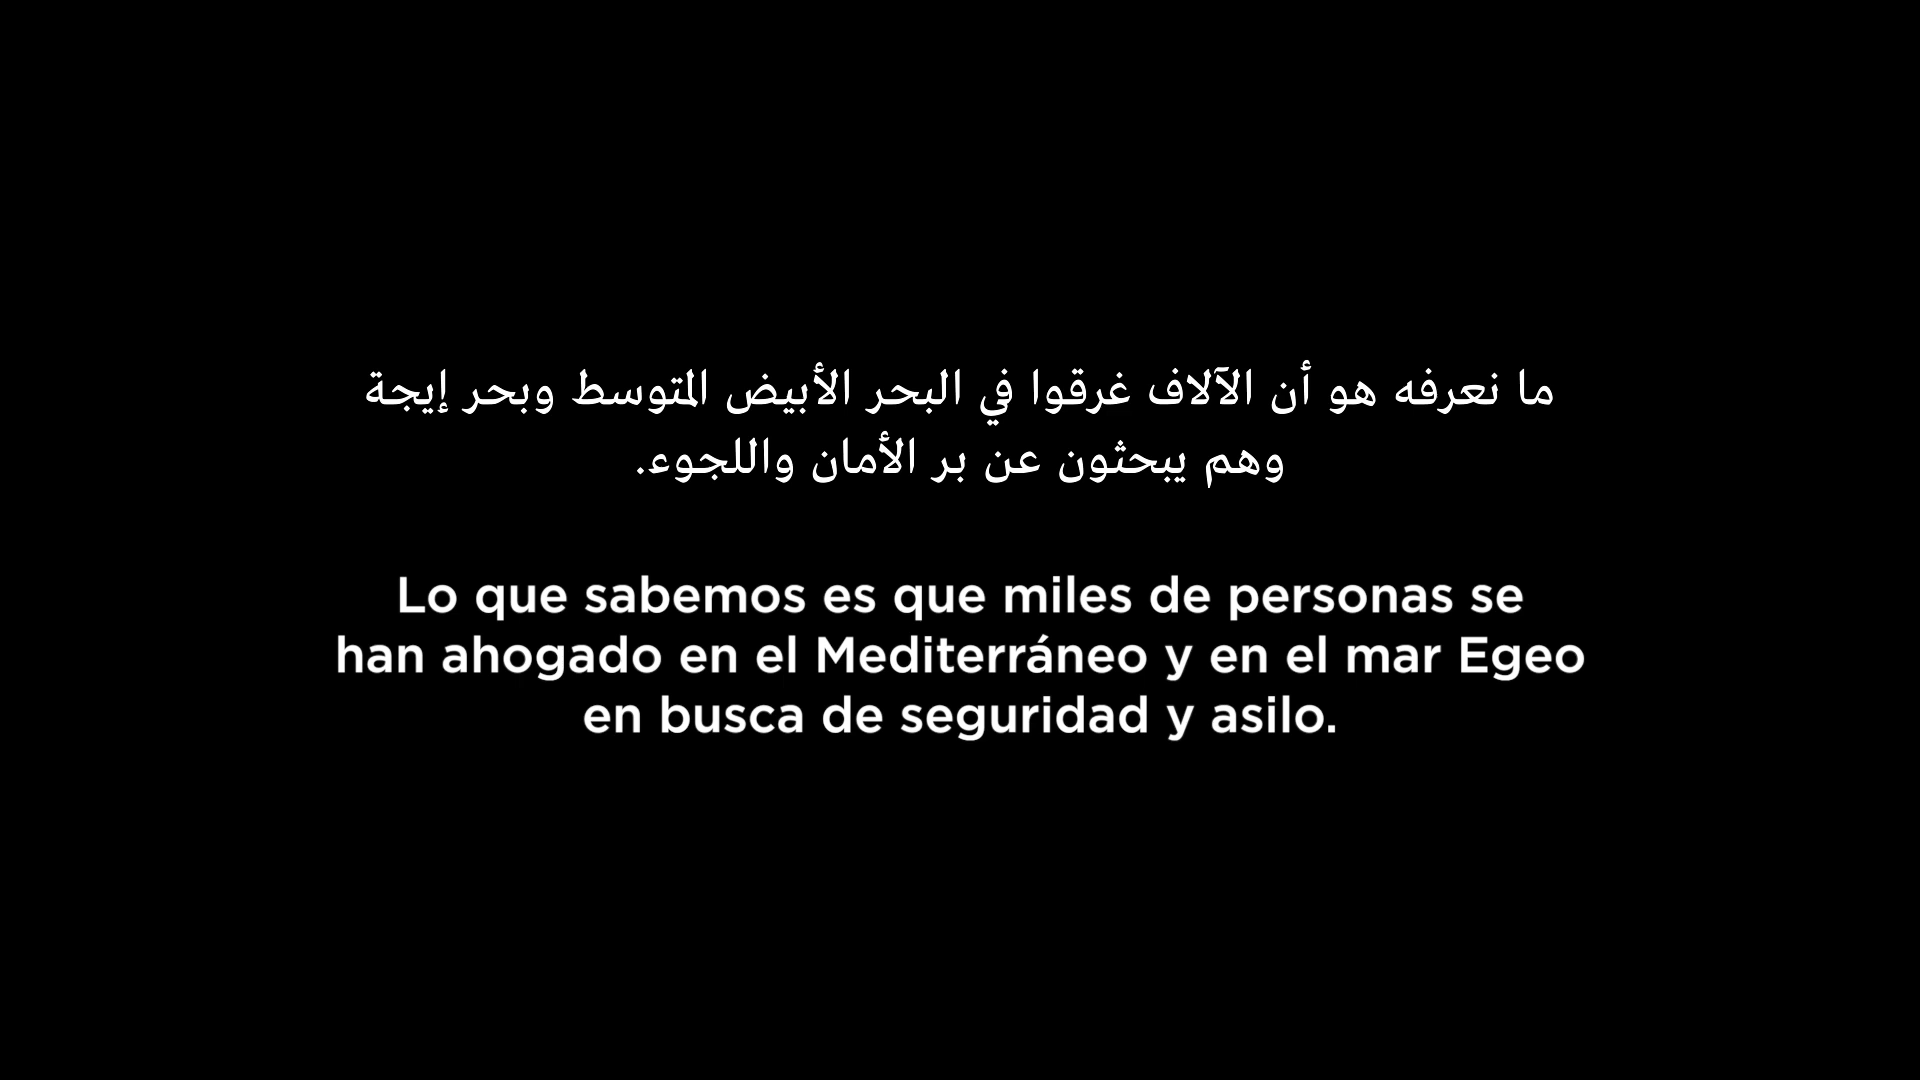 ما نعرفه هو أن الآلاف غرقوا في البحر الأبيض المتوسط وبحر إيجة
وهم يبحثون عن بر الأمان واللجوء.
Lo que sabemos es que miles de personas se
han ahogado en el Mediterráneo y en el mar Egeo
en busca de seguridad y asilo.